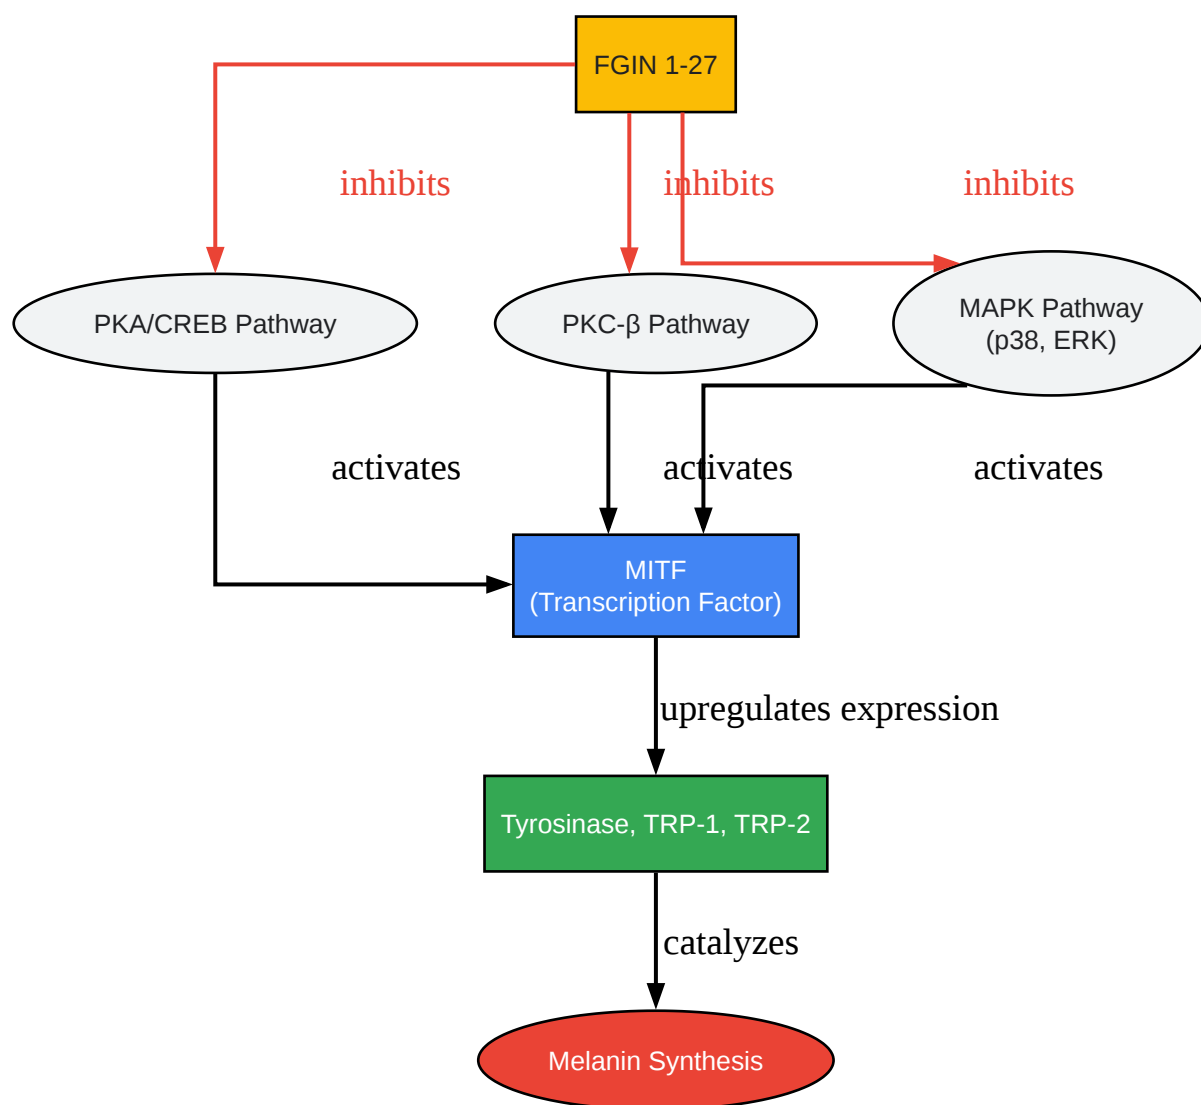 FGIN 1-27
inhibits
inhibits
inhibits
PKA/CREB Pathway
PKC-β Pathway
MAPK Pathway
(p38, ERK)
activates
activates
activates
MITF
(Transcription Factor)
upregulates expression
Tyrosinase, TRP-1, TRP-2
catalyzes
Melanin Synthesis